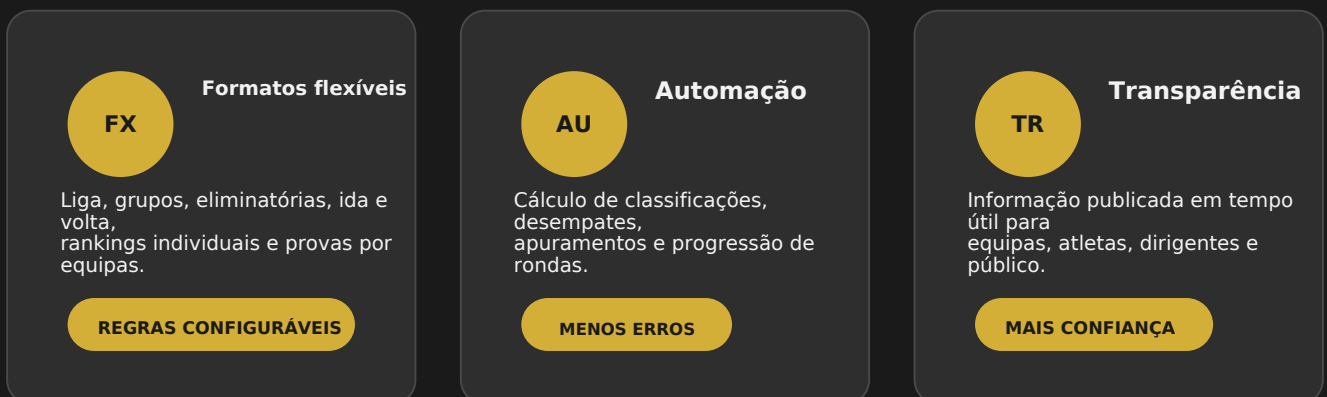 FX
Formatos flexíveis
Liga, grupos, eliminatórias, ida e
volta,
rankings individuais e provas por
equipas.
REGRAS CONFIGURÁVEIS
AU
Automação
Cálculo de classificações,
desempates,
apuramentos e progressão de
rondas.
MENOS ERROS
TR
Transparência
Informação publicada em tempo
útil para
equipas, atletas, dirigentes e
público.
MAIS CONFIANÇA